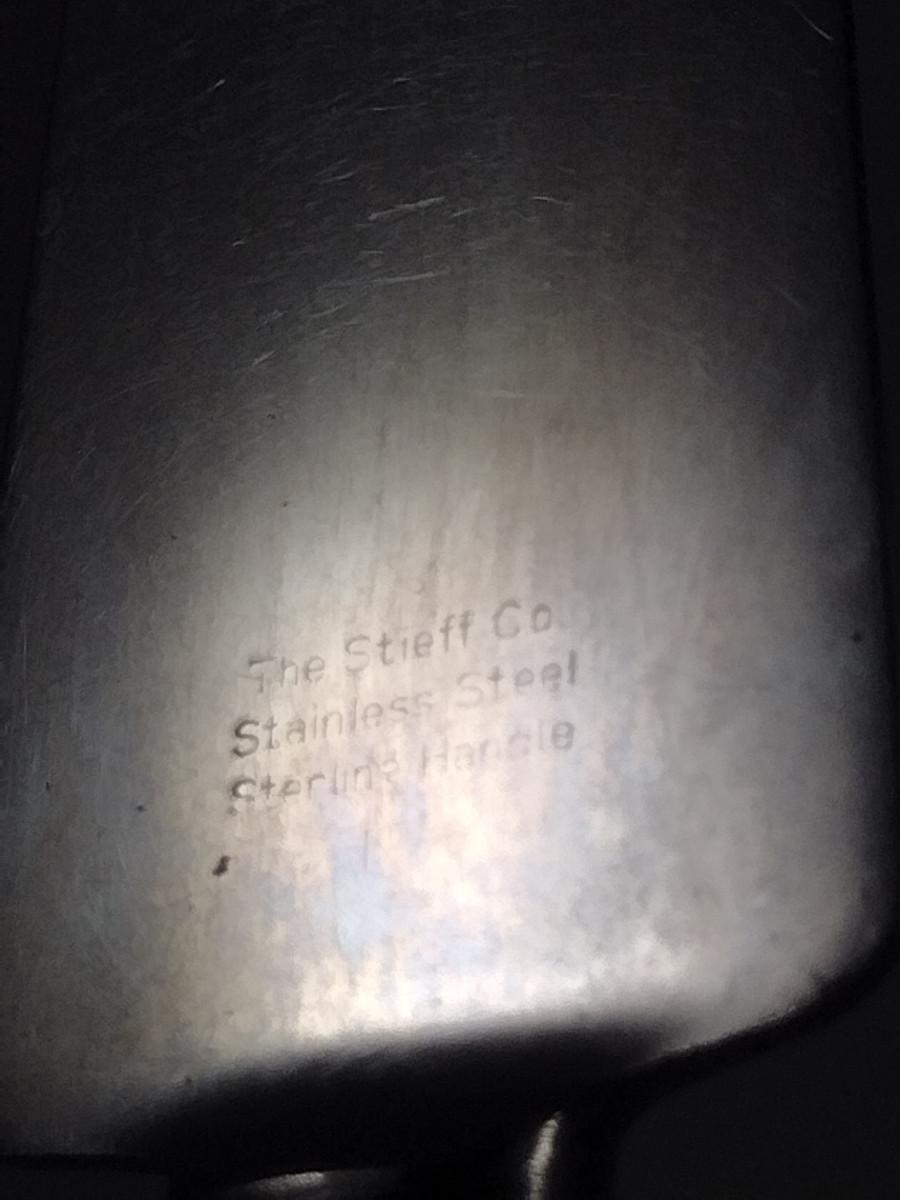 The Stieff Co
Stainless Steel
Sterling Handle